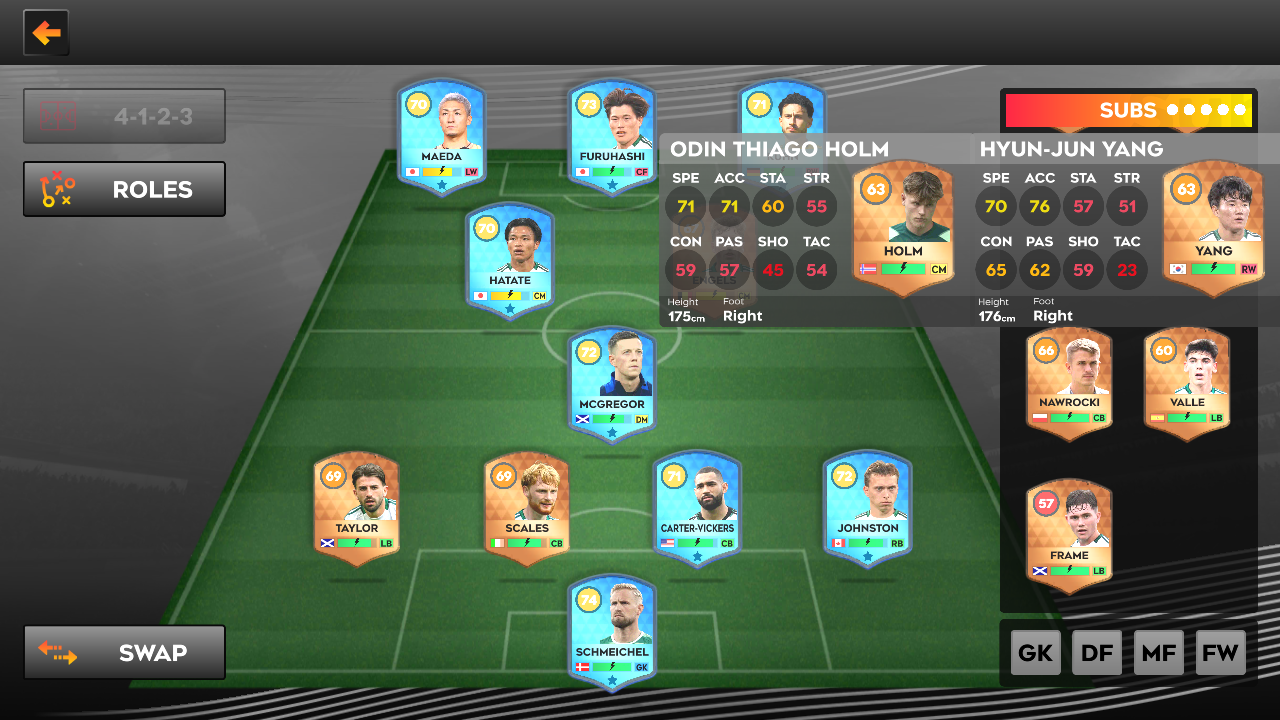 4-1-2-3
ROLES
SWAP
70
MAEDA
LW
73
FURUHASHI
CF
71
70
HATATE
CM
ENGELS
72
MCGREGOR
DM
69
TAYLOR
LB
69
SCALES
CB
71
CARTER-VICKERS
CB
72
JOHNSTON
RB
74
SCHMEICHEL
GK
SUBS
ODIN THIAGO HOLM
SPE ACC STA STR
71 71 60 55
CON PAS SHO TAC
59 57 45 54
Height Foot
175cm Right
63
HOLM
CM
HYUN-JUN YANG
SPE ACC STA STR
70 76 57 51
CON PAS SHO TAC
65 62 59 23
Height Foot
176cm Right
63
YANG
RW
66
NAWROCKI
CB
60
VALLE
LB
57
FRAME
LB
GK DF MF FW